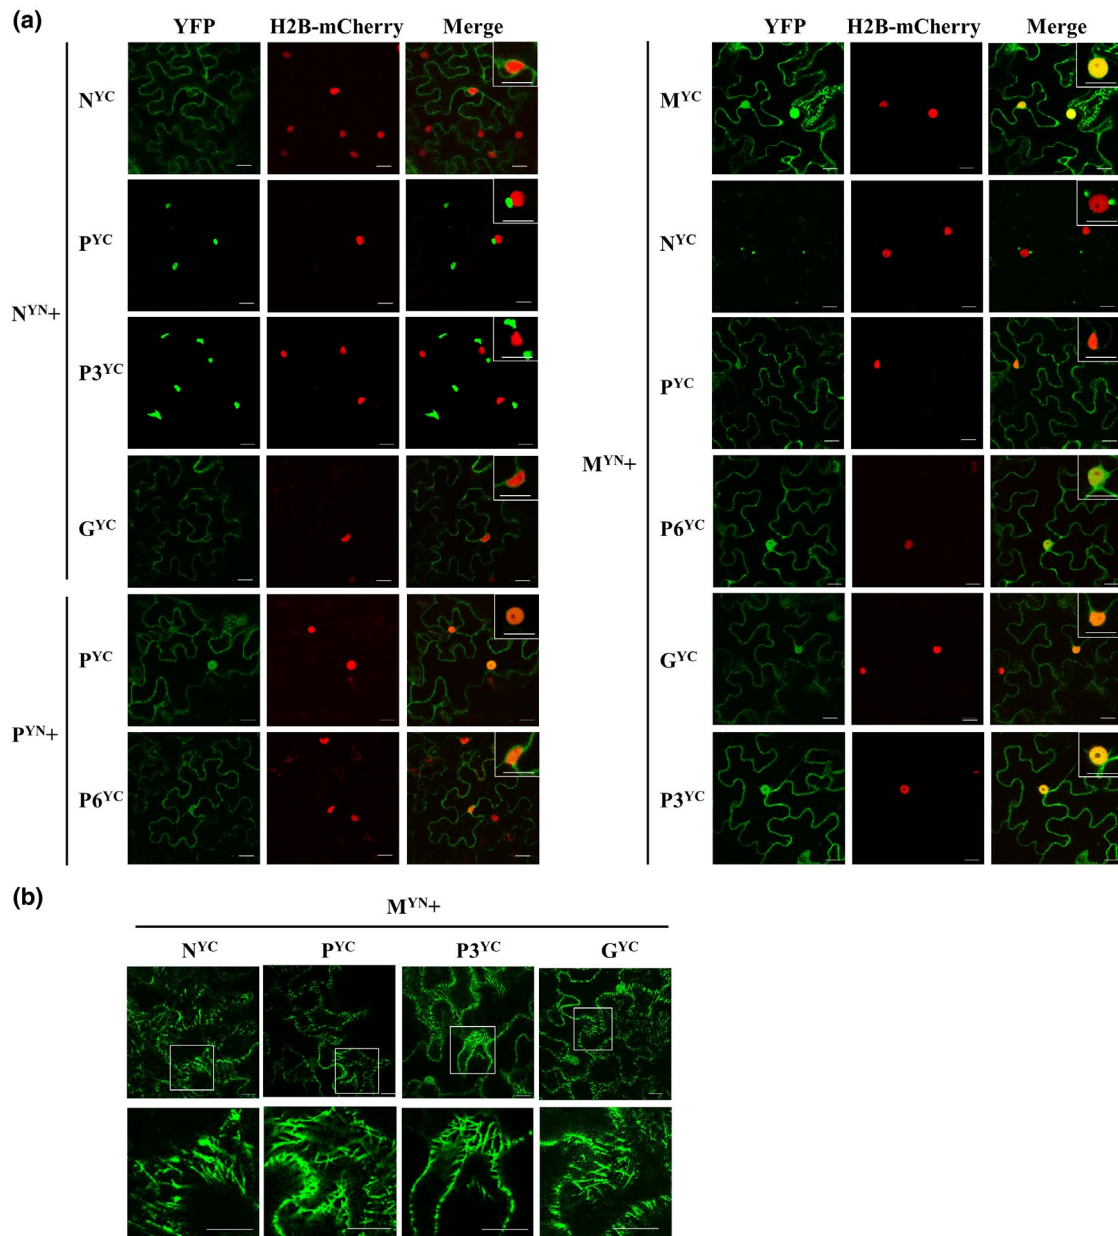 (a)
YFP H2B-mCherry Merge
N^YN+
N^YC
P^YC
P3^YC
G^YC
P^YN+
P^YC
P6^YC
YFP H2B-mCherry Merge
M^YN+
M^YC
N^YC
P^YC
P6^YC
G^YC
P3^YC
(b)
M^YN+
N^YC P^YC P3^YC G^YC